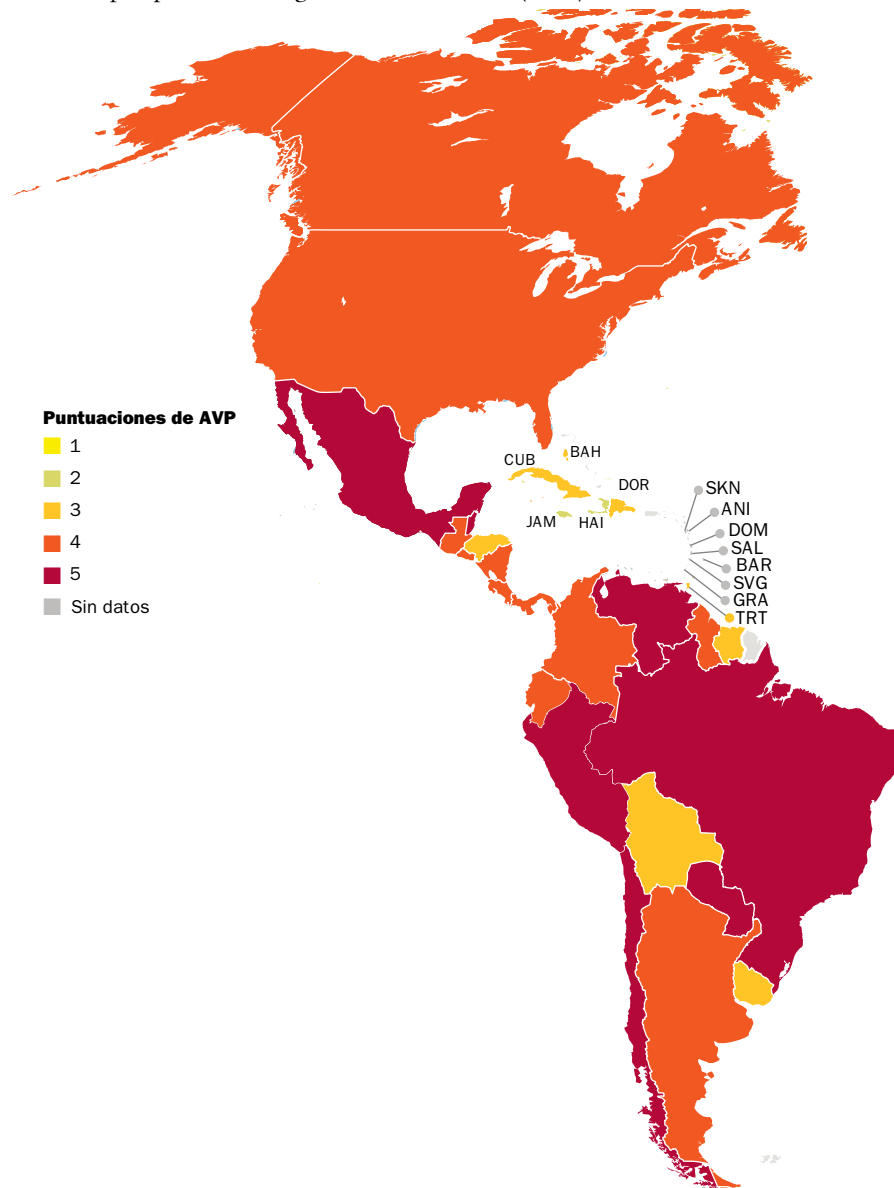 Puntuaciones de AVP
1
2
3
4
5
Sin datos
CUB
BAH
DOR
JAM
HAI
SKN
ANI
DOM
SAL
BAR
SVG
GRA
TRT